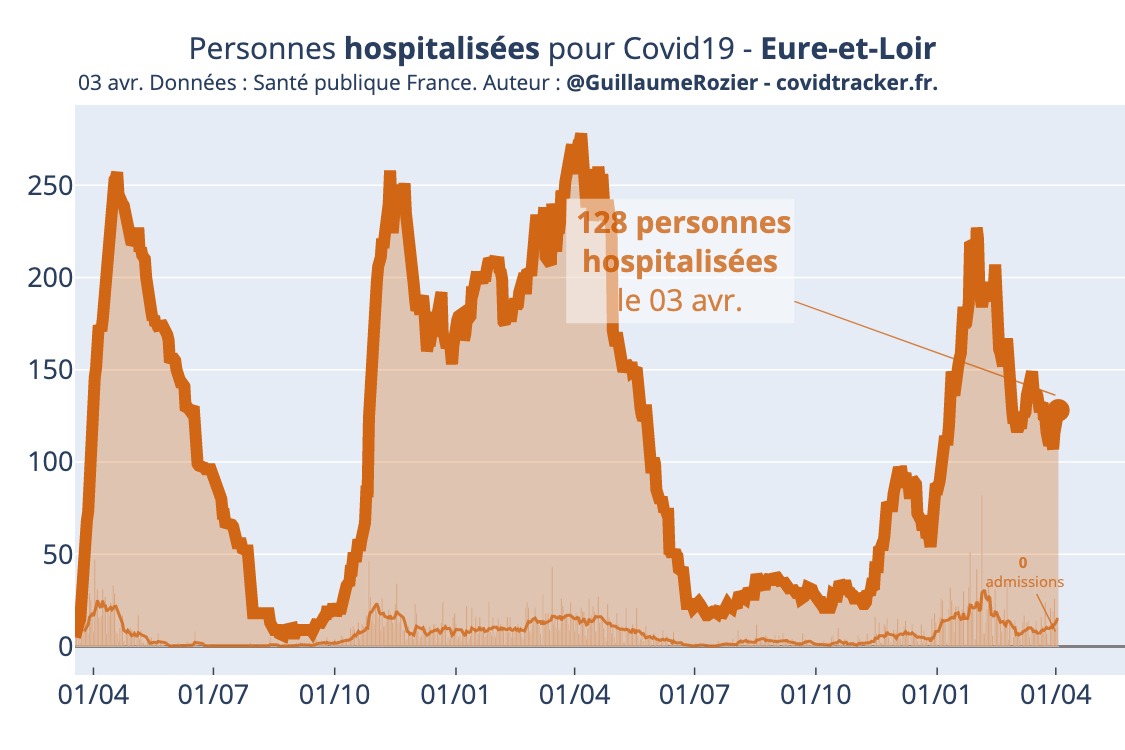 Personnes hospitalisées pour Covid19 - Eure-et-Loir
03 avr. Données : Santé publique France. Auteur : @GuillaumeRozier - covidtracker.fr.
250
200
150
100
50
0
128 personnes
hospitalisées
le 03 avr.
0
admissions
01/04 01/07 01/10 01/01 01/04 01/07 01/10 01/01 01/04